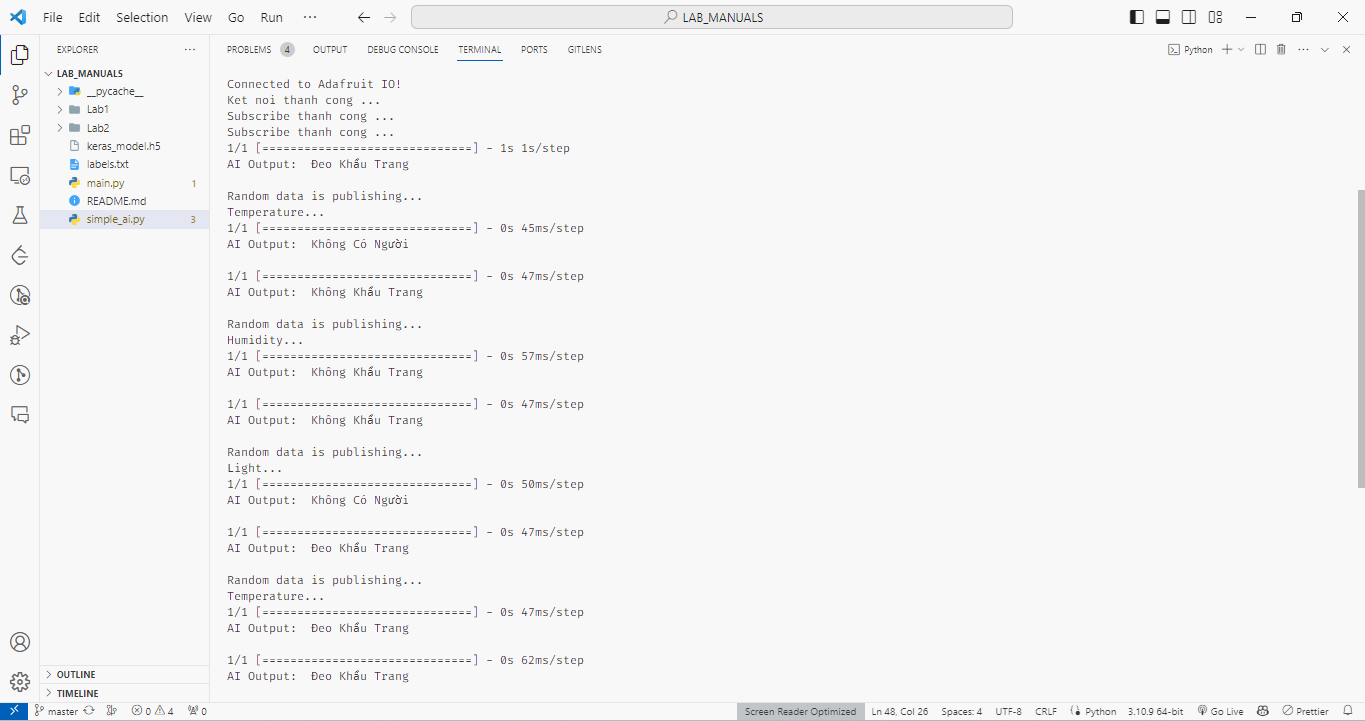 File Edit Selection View Go Run ··· LAB_MANUALS
EXPLORER ···
LAB_MANUALS
__pycache__
Lab1
Lab2
keras_model.h5
labels.txt
main.py 1
README.md
simple_ai.py 3
OUTLINE
TIMELINE
PROBLEMS 4 OUTPUT DEBUG CONSOLE TERMINAL PORTS GITLENS Python
Connected to Adafruit IO!
Ket noi thanh cong ...
Subscribe thanh cong ...
Subscribe thanh cong ...
1/1 [==============================] - 1s 1s/step
AI Output:  Đeo Khẩu Trang
Random data is publishing...
Temperature...
1/1 [==============================] - 0s 45ms/step
AI Output:  Không Có Người
1/1 [==============================] - 0s 47ms/step
AI Output:  Không Khẩu Trang
Random data is publishing...
Humidity...
1/1 [==============================] - 0s 57ms/step
AI Output:  Không Khẩu Trang
1/1 [==============================] - 0s 47ms/step
AI Output:  Không Khẩu Trang
Random data is publishing...
Light...
1/1 [==============================] - 0s 50ms/step
AI Output:  Không Có Người
1/1 [==============================] - 0s 47ms/step
AI Output:  Đeo Khẩu Trang
Random data is publishing...
Temperature...
1/1 [==============================] - 0s 47ms/step
AI Output:  Đeo Khẩu Trang
1/1 [==============================] - 0s 62ms/step
AI Output:  Đeo Khẩu Trang
master 0 4 0 Screen Reader Optimized Ln 48, Col 26 Spaces: 4 UTF-8 CRLF Python 3.10.9 64-bit Go Live Prettier